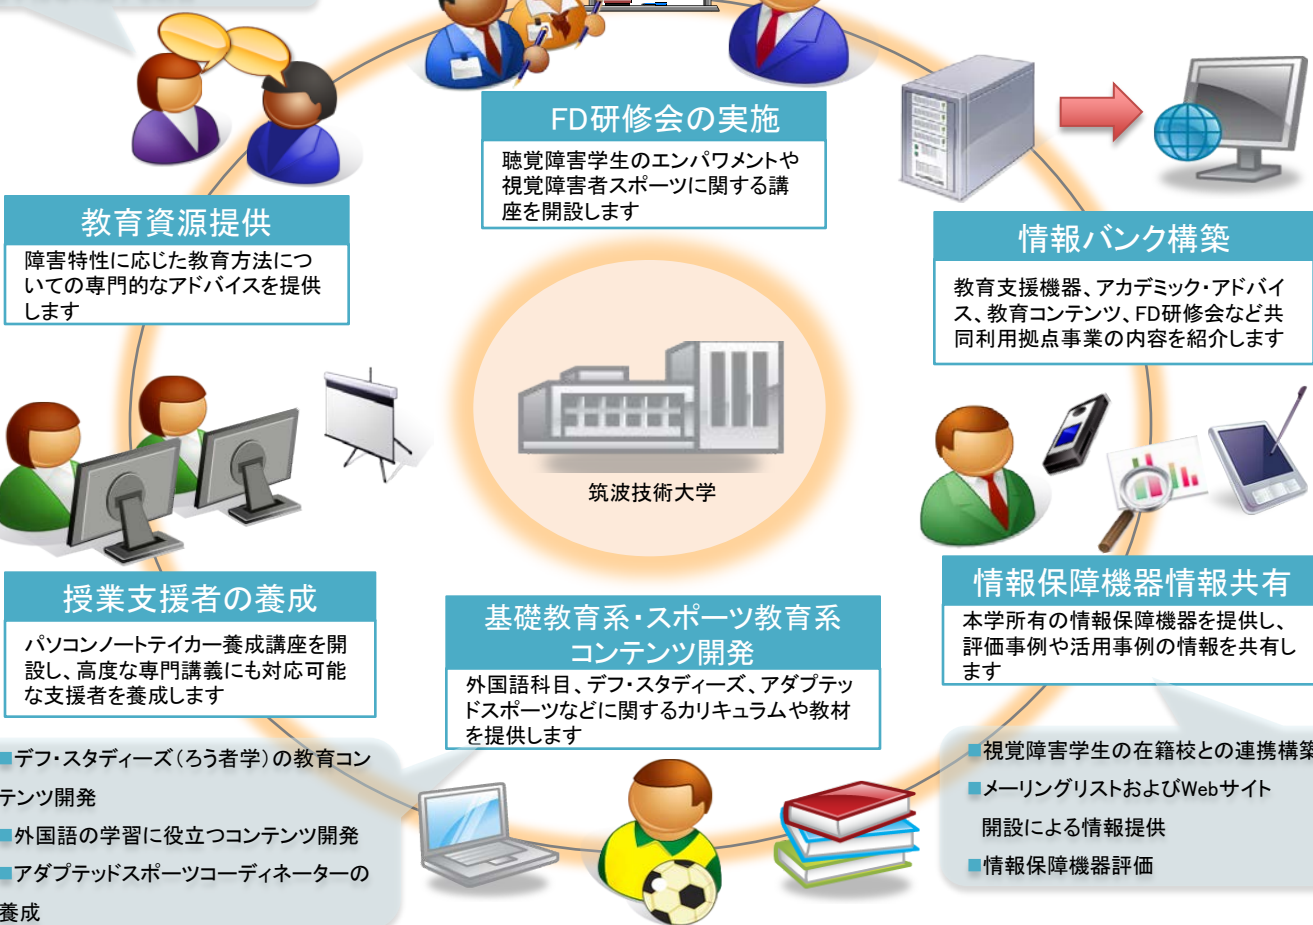 FD研修会の実施
聴覚障害学生のエンパワメントや
視覚障害者スポーツに関する講
座を開設します
教育資源提供
障害特性に応じた教育方法につ
いての専門的なアドバイスを提供
します
情報バンク構築
教育支援機器、アカデミック・アドバイ
ス、教育コンテンツ、FD研修会など共
同利用拠点事業の内容を紹介します
筑波技術大学
授業支援者の養成
パソコンノートテイカー養成講座を開
設し、高度な専門講義にも対応可能
な支援者を養成します
基礎教育系・スポーツ教育系
コンテンツ開発
外国語科目、デフ・スタディーズ、アダプテッ
ドスポーツなどに関するカリキュラムや教材
を提供します
情報保障機器情報共有
本学所有の情報保障機器を提供し、
評価事例や活用事例の情報を共有し
ます
■デフ・スタディーズ（ろう者学）の教育コン
テンツ開発
■外国語の学習に役立つコンテンツ開発
■アダプテッドスポーツコーディネーターの
養成
■視覚障害学生の在籍校との連携構築
■メーリングリストおよびWebサイト
開設による情報提供
■情報保障機器評価